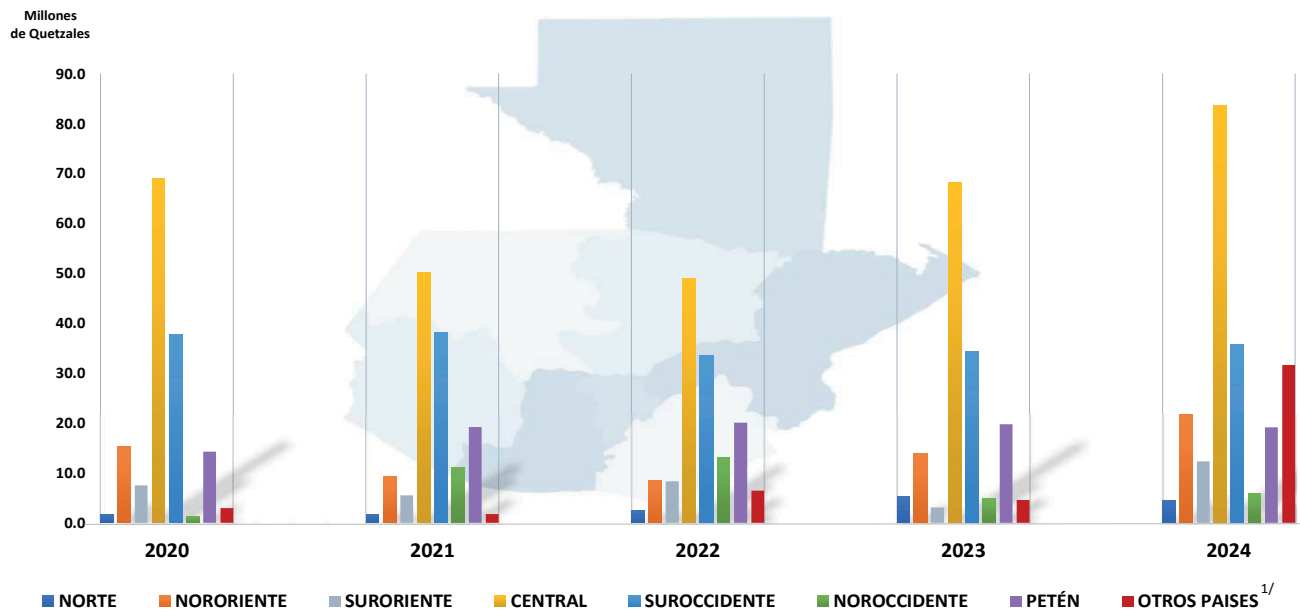 Millones
de Quetzales
90.0
80.0
70.0
60.0
50.0
40.0
30.0
20.0
10.0
0.0
2020 2021 2022 2023 2024
NORTE NORORIENTE SURORIENTE CENTRAL SUROCCIDENTE NOROCCIDENTE PETÉN OTROS PAISES 1/